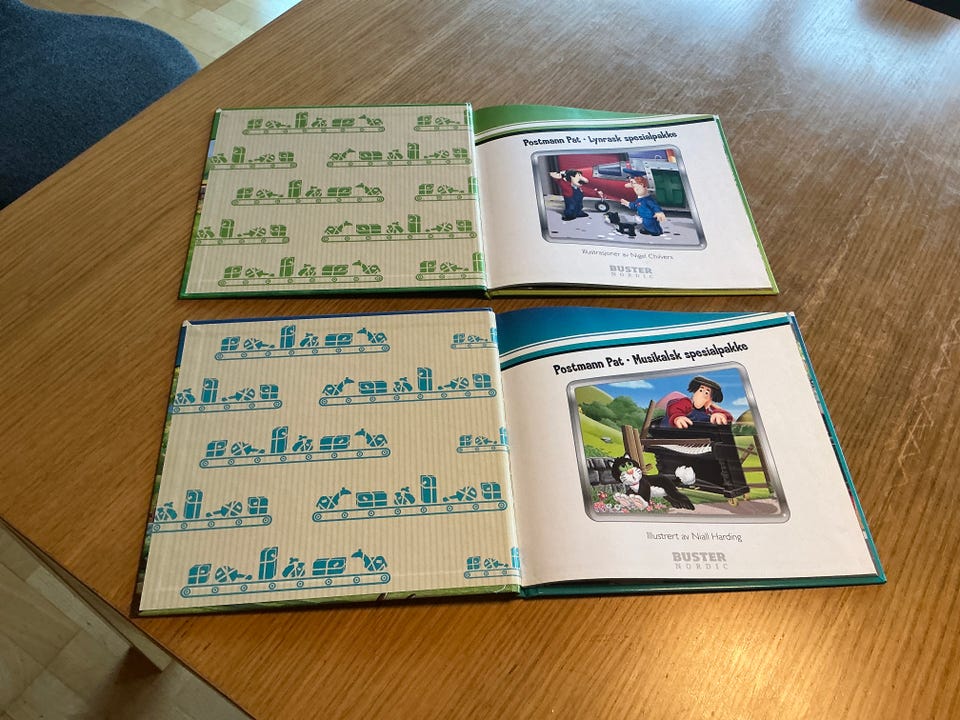 Postmann Pat • Lynrask spesialpakke
Illustrasjoner av Nigel Chilvers
BUSTER
NORDIC
Postmann Pat • Musikalsk spesialpakke
Illustrert av Niall Harding
BUSTER
NORDIC